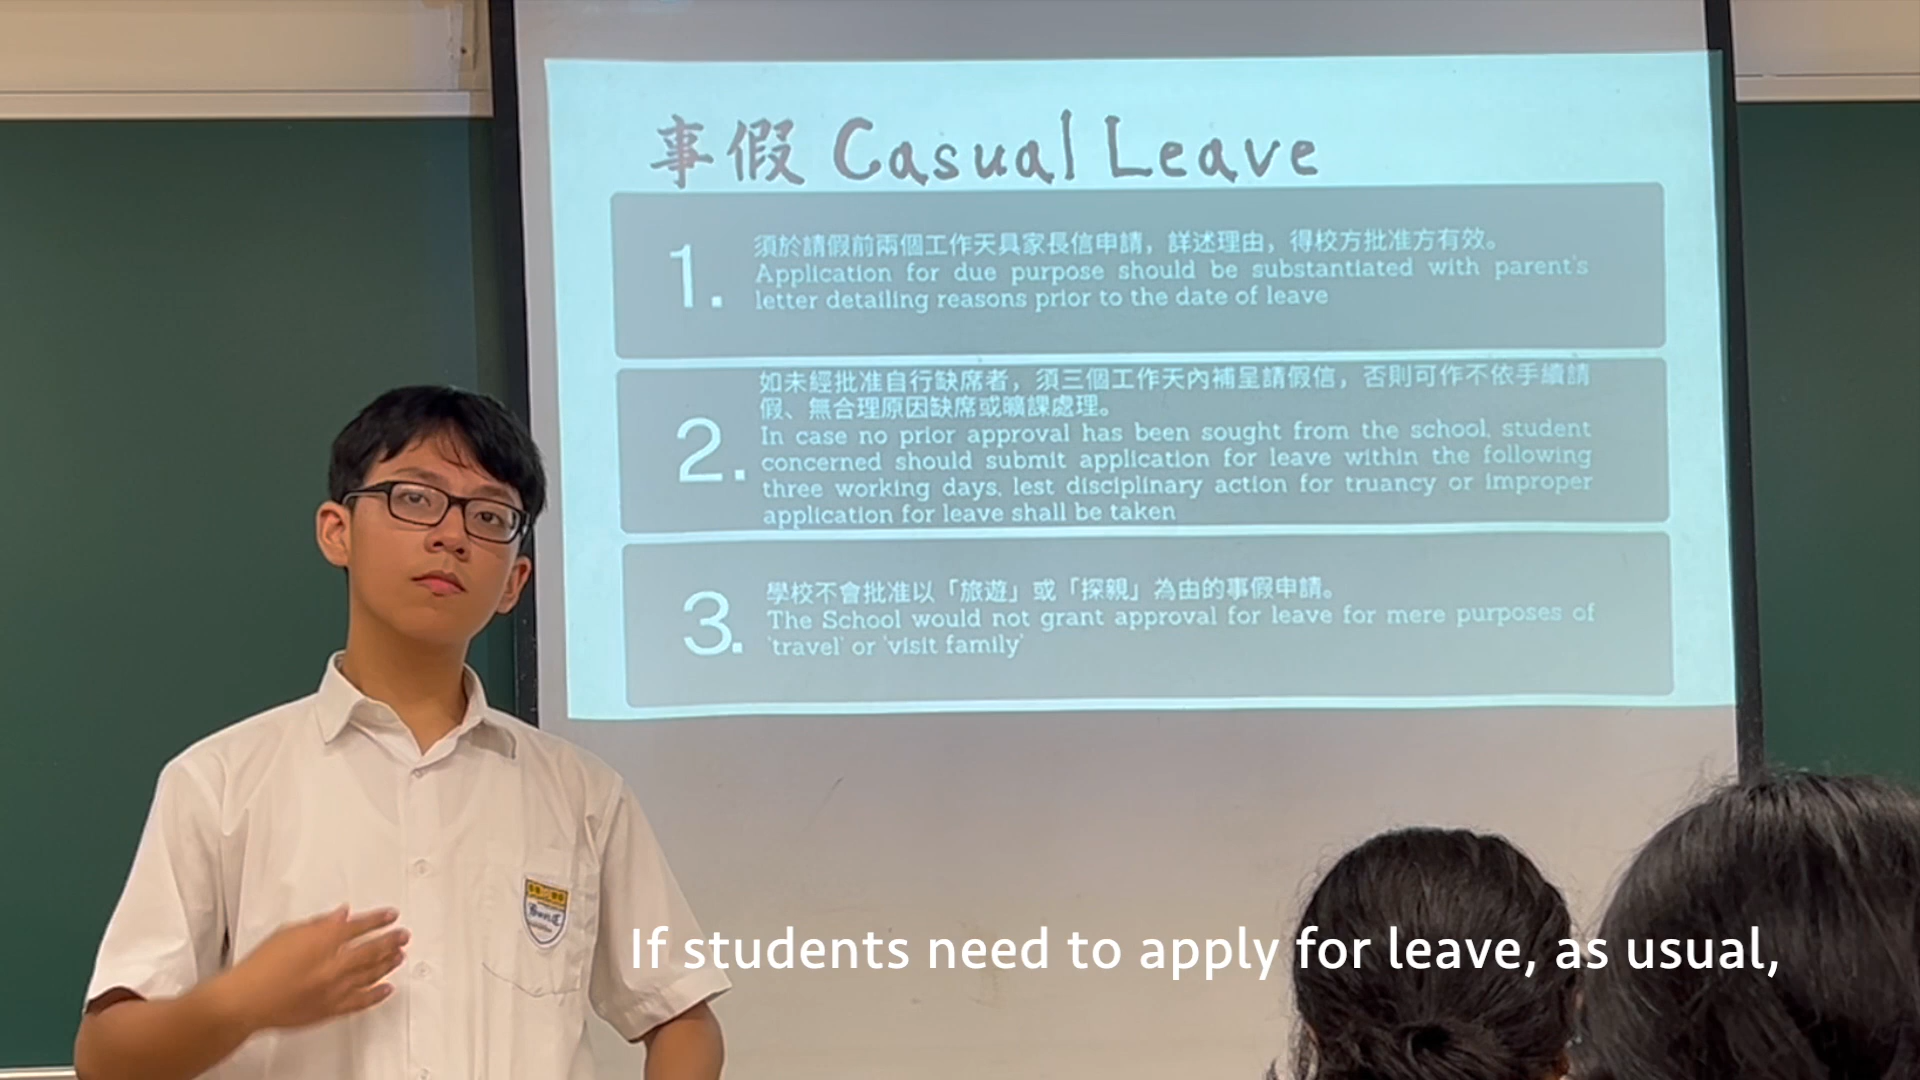 事假 Casual Leave
1.
須於請假前兩個工作天具家長信申請，詳述理由，得校方批准方有效。
Application for due purpose should be substantiated with parent's
letter detailing reasons prior to the date of leave
2.
如未經批准自行缺席者，須三個工作天內補呈請假信，否則可作不依手續請
假、無合理原因缺席或曠課處理。
In case no prior approval has been sought from the school, student
concerned should submit application for leave within the following
three working days, lest disciplinary action for truancy or improper
application for leave shall be taken
3.
學校不會批准以「旅遊」或「探親」為由的事假申請。
The School would not grant approval for leave for mere purposes of
'travel' or 'visit family'
If students need to apply for leave, as usual,